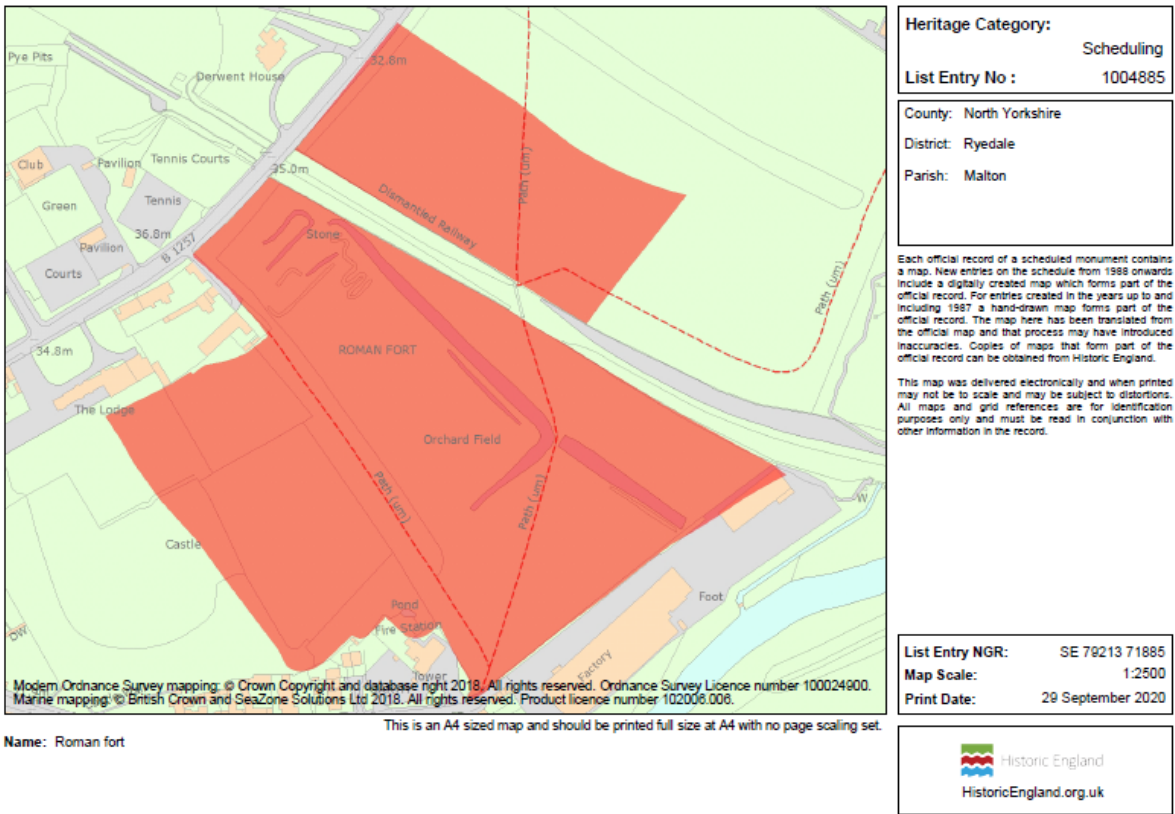 Pye Pits
Derwent House
32.8m
Club
Pavilion
Tennis Courts
35.0m
Path (um)
Green
Tennis
Dismantled Railway
Pavilion
36.8m
B 1257
Stone
Courts
Path (um)
34.8m
ROMAN FORT
The Lodge
Orchard Field
Path (um)
Path (um)
W
Castle
Pond
Foot
DW
Fire Station
Tower
Factory
Modern Ordnance Survey mapping: © Crown Copyright and database right 2018. All rights reserved. Ordnance Survey Licence number 100024900.
Marine mapping: © British Crown and SeaZone Solutions Ltd 2018. All rights reserved. Product licence number 102006.006.
This is an A4 sized map and should be printed full size at A4 with no page scaling set.
Name: Roman fort
Heritage Category:
Scheduling
List Entry No : 1004885
County: North Yorkshire
District: Ryedale
Parish: Malton
Each official record of a scheduled monument contains
a map. New entries on the schedule from 1988 onwards
include a digitally created map which forms part of the
official record. For entries created in the years up to and
including 1987 a hand-drawn map forms part of the
official record. The map here has been translated from
the official map and that process may have introduced
inaccuracies. Copies of maps that form part of the
official record can be obtained from Historic England.
This map was delivered electronically and when printed
may not be to scale and may be subject to distortions.
All maps and grid references are for identification
purposes only and must be read in conjunction with
other information in the record.
List Entry NGR: SE 79213 71885
Map Scale: 1:2500
Print Date: 29 September 2020
Historic England
HistoricEngland.org.uk